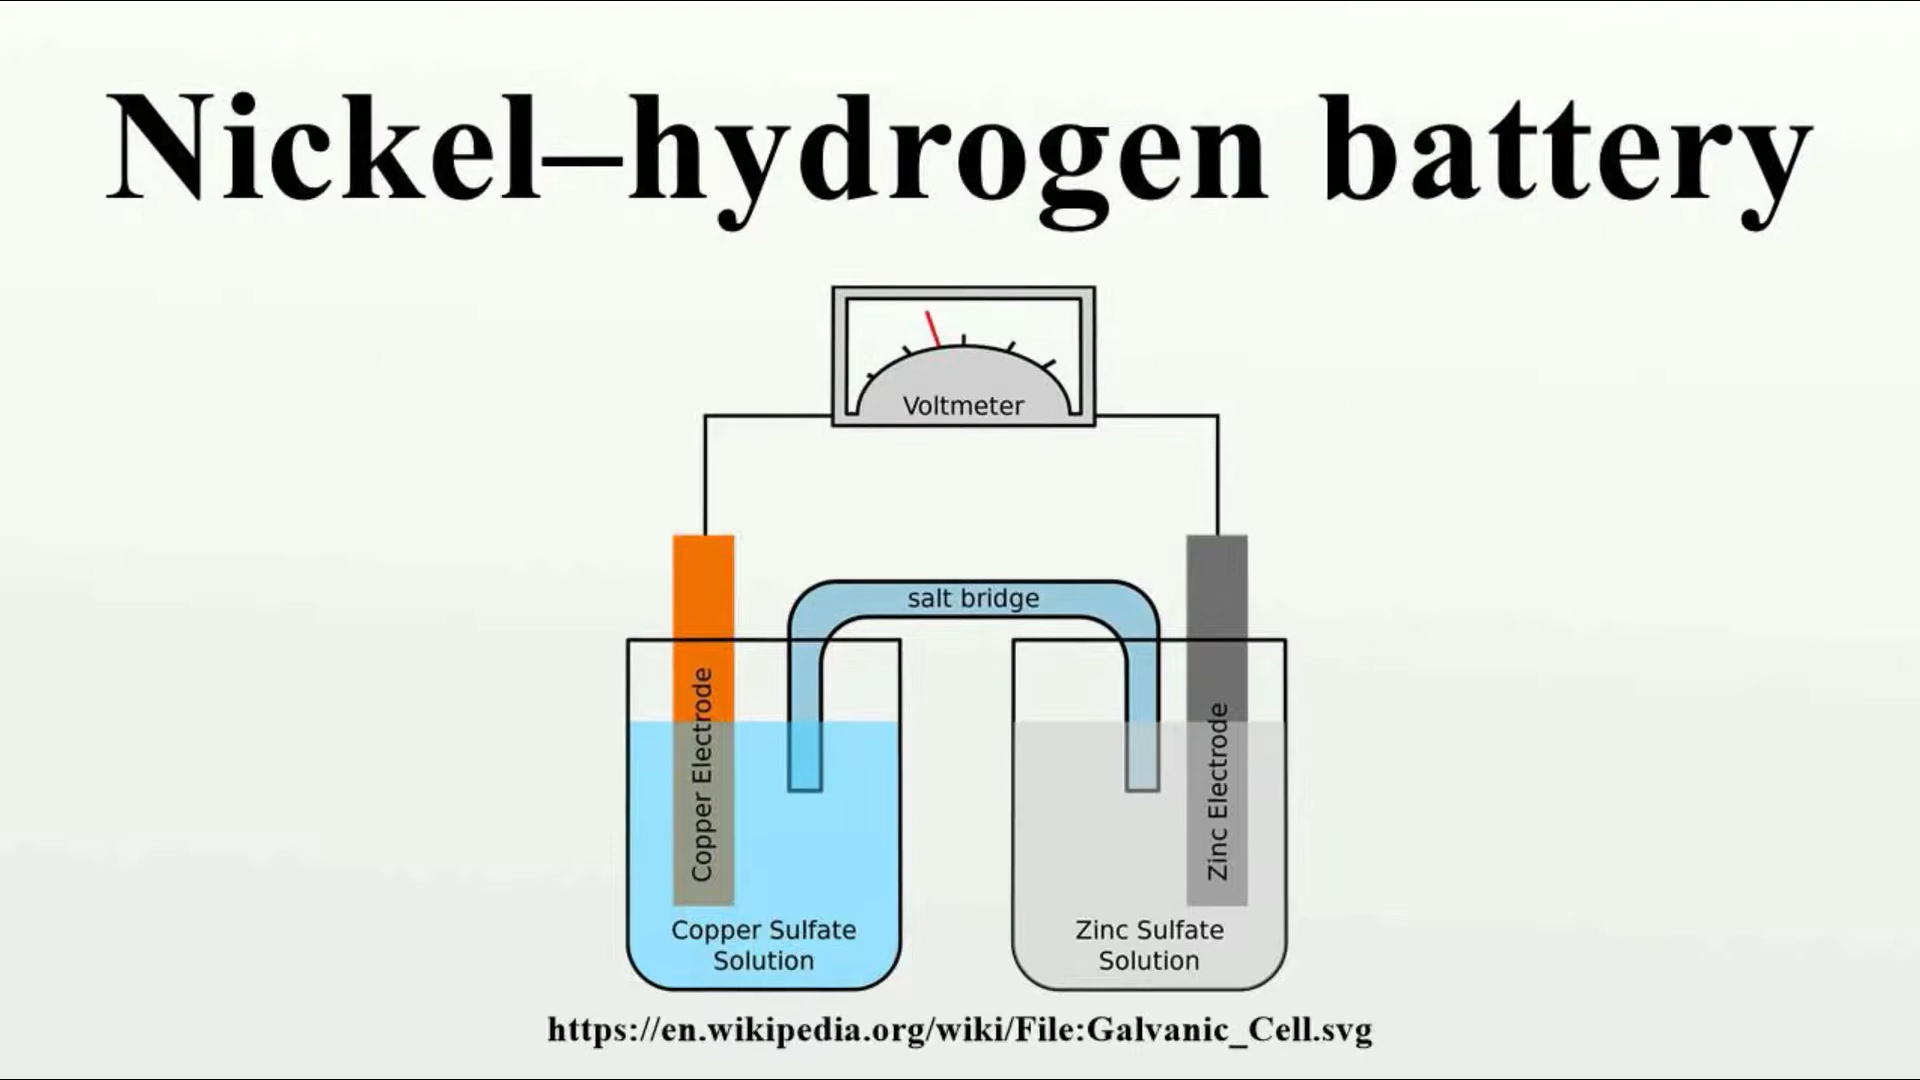 Nickel–hydrogen battery
Voltmeter
salt bridge
Copper Electrode
Zinc Electrode
Copper Sulfate
Solution
Zinc Sulfate
Solution
https://en.wikipedia.org/wiki/File:Galvanic_Cell.svg